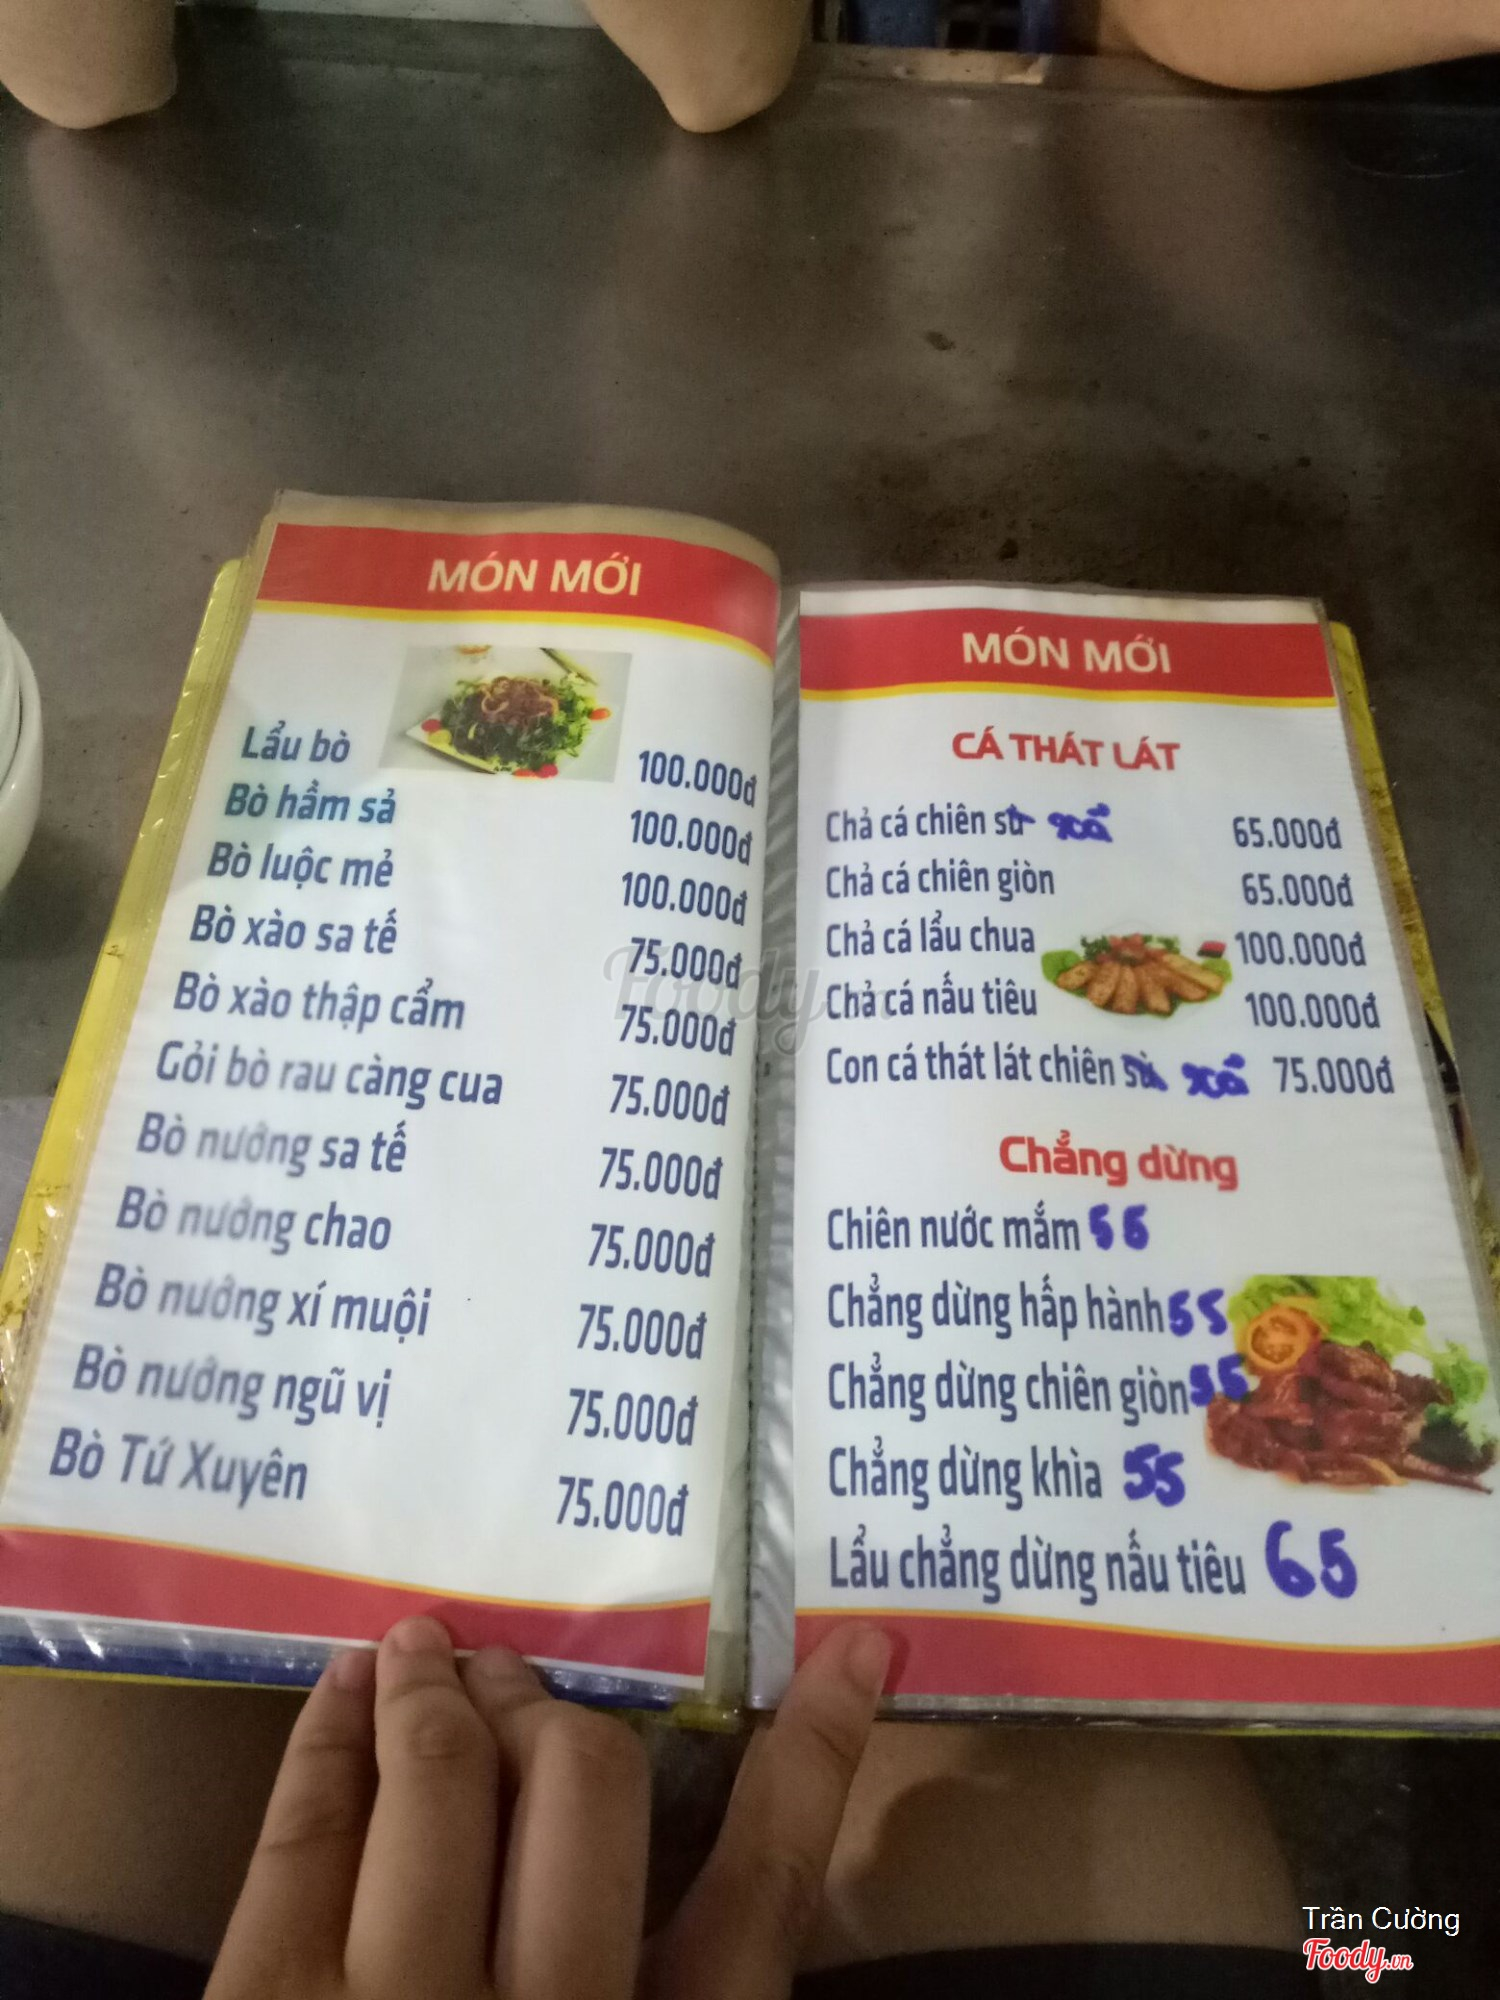 MÓN MỚI
Lẩu bò 100.000đ
Bò hầm sả 100.000đ
Bò luộc mẻ 100.000đ
Bò xào sa tế 75.000đ
Bò xào thập cẩm 75.000đ
Gỏi bò rau càng cua 75.000đ
Bò nướng sa tế 75.000đ
Bò nướng chao 75.000đ
Bò nướng xí muội 75.000đ
Bò nướng ngũ vị 75.000đ
Bò Tứ Xuyên 75.000đ
MÓN MỚI
CÁ THÁT LÁT
Chả cá chiên sù xả 65.000đ
Chả cá chiên giòn 65.000đ
Chả cá lẩu chua 100.000đ
Chả cá nấu tiêu 100.000đ
Con cá thát lát chiên sù xả 75.000đ
Chẳng dừng
Chiên nước mắm 55
Chẳng dừng hấp hành 55
Chẳng dừng chiên giòn 55
Chẳng dừng khìa 55
Lẩu chẳng dừng nấu tiêu 65
Foody.vn
Trần Cường
Foody.vn